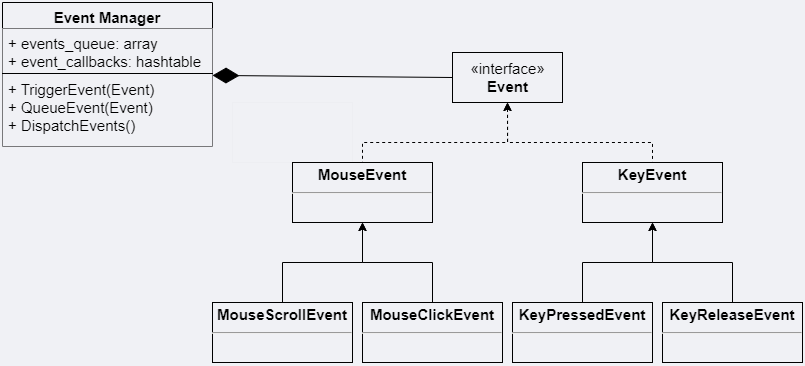 Event Manager
+ events_queue: array
+ event_callbacks: hashtable
+ TriggerEvent(Event)
+ QueueEvent(Event)
+ DispatchEvents()
«interface»
Event
MouseEvent
KeyEvent
MouseScrollEvent
MouseClickEvent
KeyPressedEvent
KeyReleaseEvent